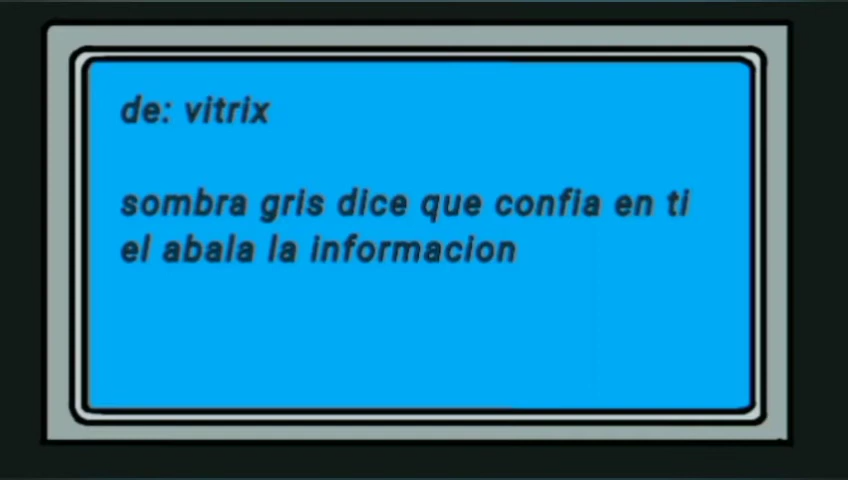 de: vitrix
sombra gris dice que confia en ti
el abala la informacion